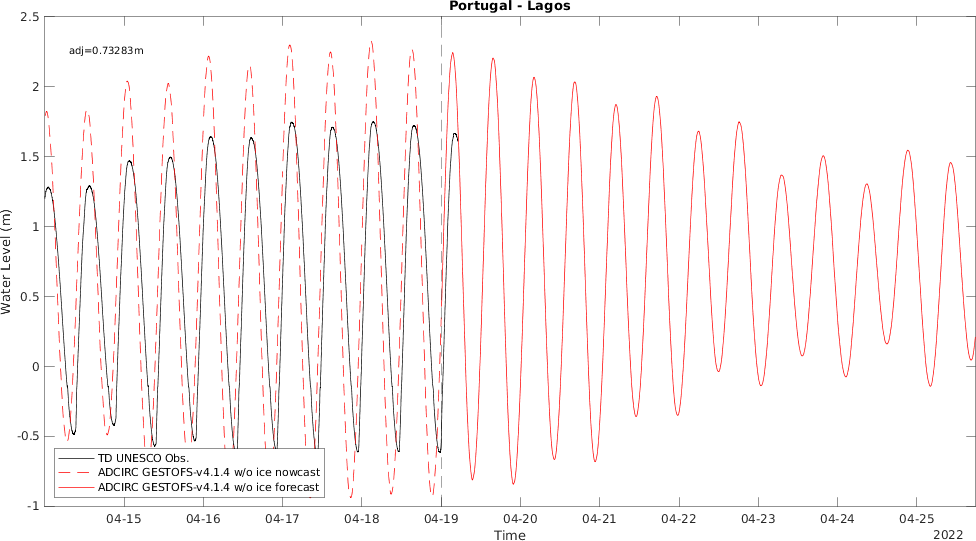 Portugal - Lagos
adj=0.73283m
Water Level (m)
2.5
2
1.5
1
0.5
0
-0.5
-1
TD UNESCO Obs.
ADCIRC GESTOFS-v4.1.4 w/o ice nowcast
ADCIRC GESTOFS-v4.1.4 w/o ice forecast
04-15 04-16 04-17 04-18 04-19 04-20 04-21 04-22 04-23 04-24 04-25
Time
2022